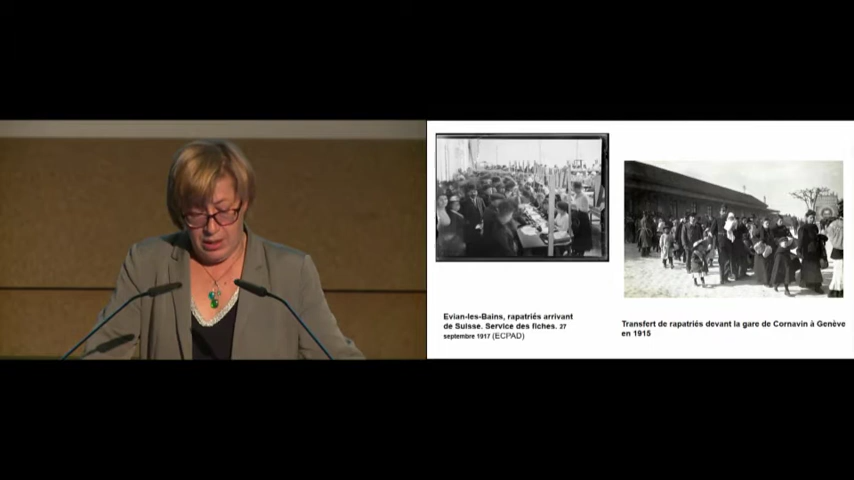 Evian-les-Bains, rapatriés arrivant
de Suisse. Service des fiches. 27
septembre 1917 (ECPAD)
Transfert de rapatriés devant la gare de Cornavin à Genève
en 1915